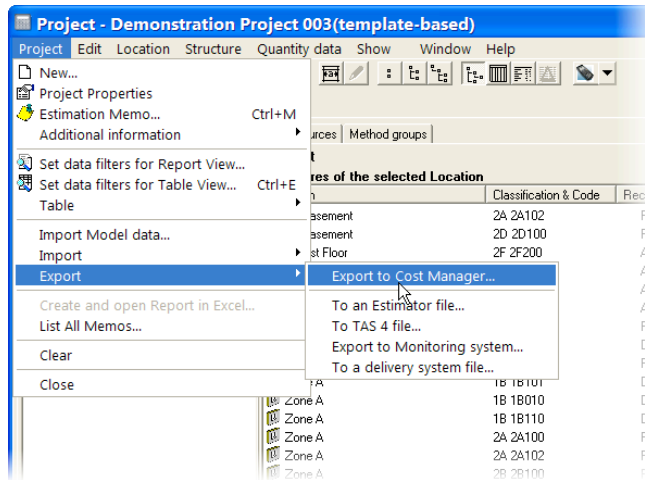 Project - Demonstration Project 003(template-based)
Project Edit Location Structure Quantity data Show Window Help
New...
Project Properties
Estimation Memo... Ctrl+M
Additional information
Set data filters for Report View...
Set data filters for Table View... Ctrl+E
Table
Import Model data...
Import
Export
Create and open Report in Excel...
List All Memos...
Clear
Close
Export to Cost Manager...
To an Estimator file...
To TAS 4 file...
Export to Monitoring system...
To a delivery system file...
urces Method groups
t
res of the selected Location
Classification & Code Rec
asement 2A 2A102
asement 2D 2D100
st Floor 2F 2F200
A 1B 1B101
Zone A 1B 1B010
Zone A 1B 1B110
Zone A 2A 2A100
Zone A 2A 2A102
Zone A 2B 2B100